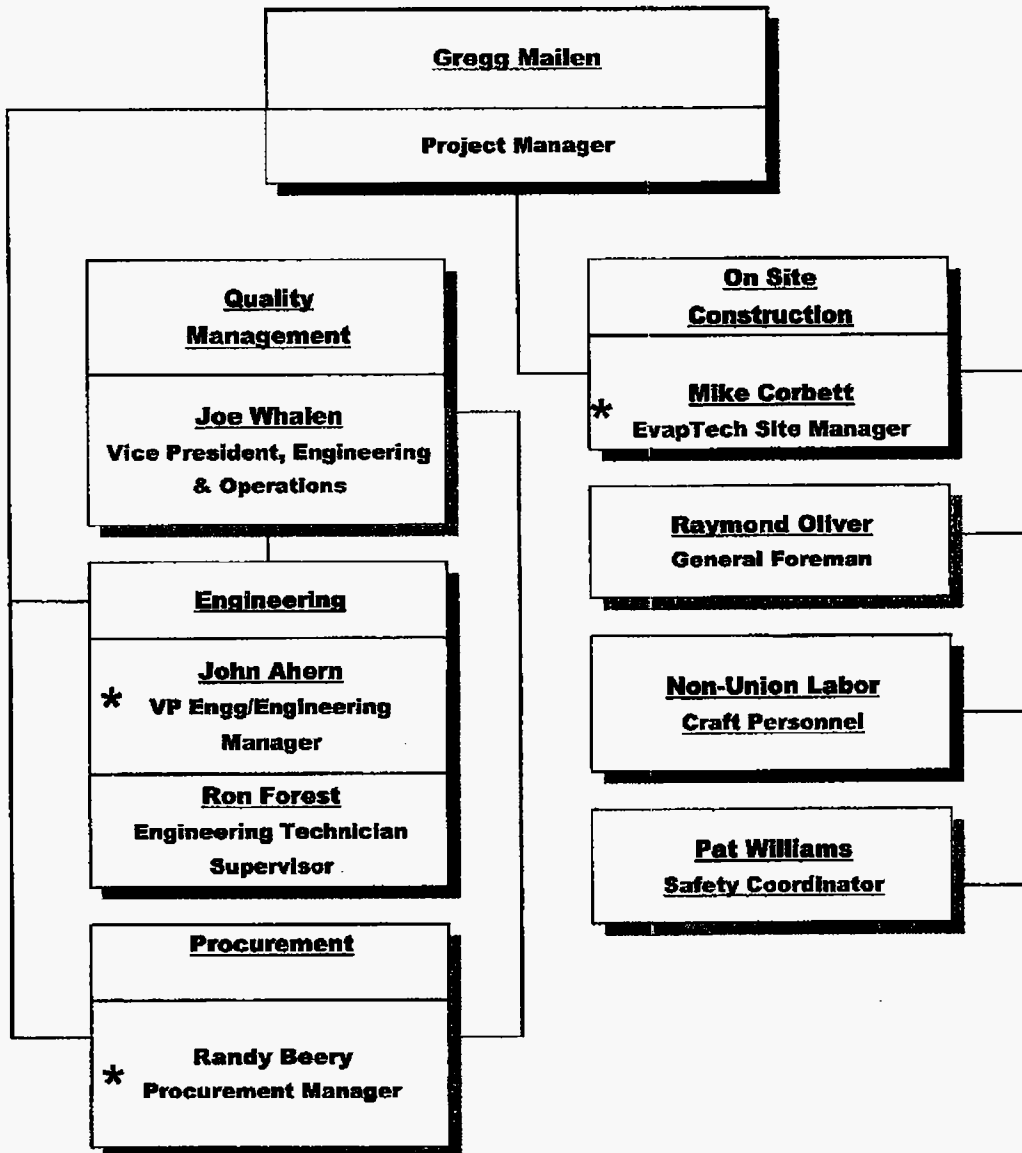 Gregg Mailen
Project Manager
Quality
Management
Joe Whalen
Vice President, Engineering
& Operations
Engineering
* John Ahern
VP Engg/Engineering
Manager
Ron Forest
Engineering Technician
Supervisor
Procurement
Randy Beery
* Procurement Manager
On Site
Construction
Mike Corbett
* EvapTech Site Manager
Raymond Oliver
General Foreman
Non-Union Labor
Craft Personnel
Pat Williams
Safety Coordinator